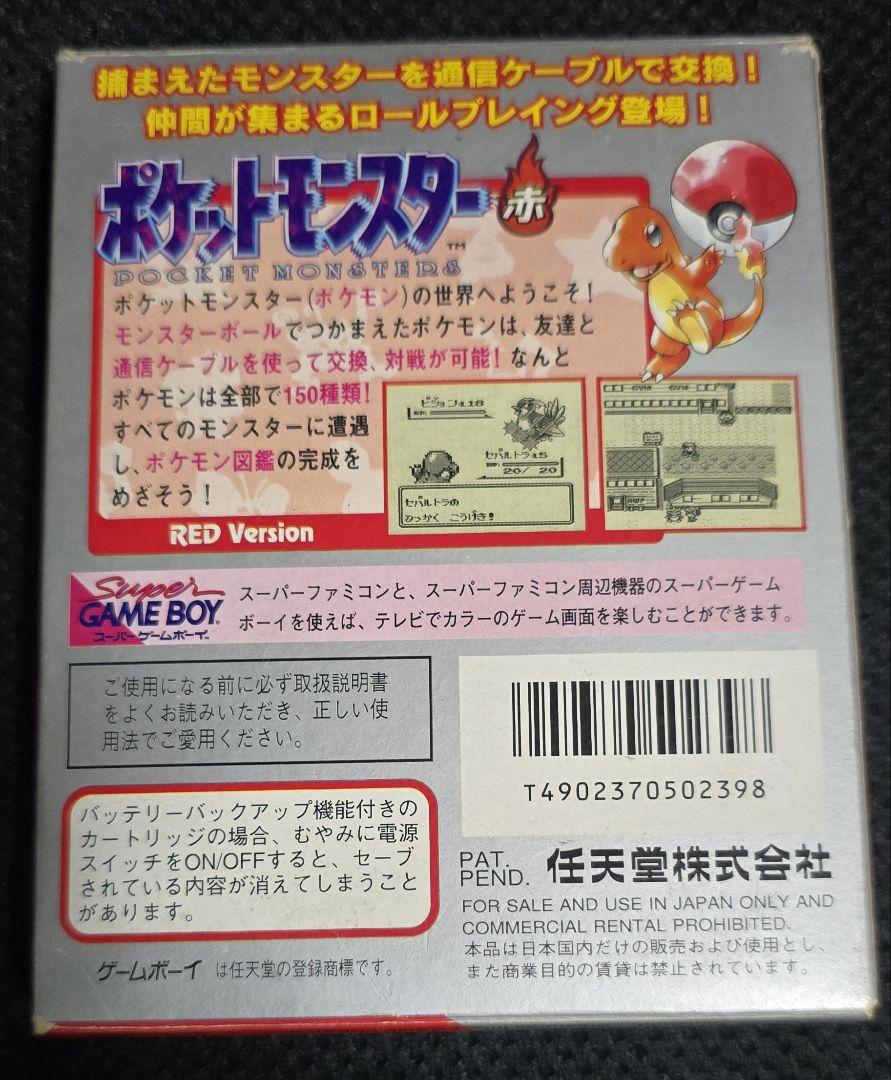 捕まえたモンスターを通信ケーブルで交換！
仲間が集まるロールプレイング登場！
ポケットモンスター 赤
TM
POCKET MONSTERS
ポケットモンスター(ポケモン)の世界へようこそ！
モンスターボールでつかまえたポケモンは、友達と
通信ケーブルを使って交換、対戦が可能！なんと
ポケモンは全部で150種類！
すべてのモンスターに遭遇
し、ポケモン図鑑の完成を
めざそう！
ピジョン :L18
HP:
ゼパルトラ :L5
HP:
20/ 20
ゼパルトラの
ひっかく こうげき！
GYM GYM
SHOP
RED Version
Super
GAME BOY
スーパーゲームボーイ
スーパーファミコンと、スーパーファミコン周辺機器のスーパーゲーム
ボーイを使えば、テレビでカラーのゲーム画面を楽しむことができます。
ご使用になる前に必ず取扱説明書
をよくお読みいただき、正しい使
用法でご愛用ください。
T4902370502398
バッテリーバックアップ機能付きの
カートリッジの場合、むやみに電源
スイッチをON/OFFすると、セーブ
されている内容が消えてしまうこと
があります。
PAT.
PEND. 任天堂株式会社
FOR SALE AND USE IN JAPAN ONLY AND
COMMERCIAL RENTAL PROHIBITED.
本品は日本国内だけの販売および使用とし、
また商業目的の賃貸は禁止されています。
ゲームボーイ は任天堂の登録商標です。